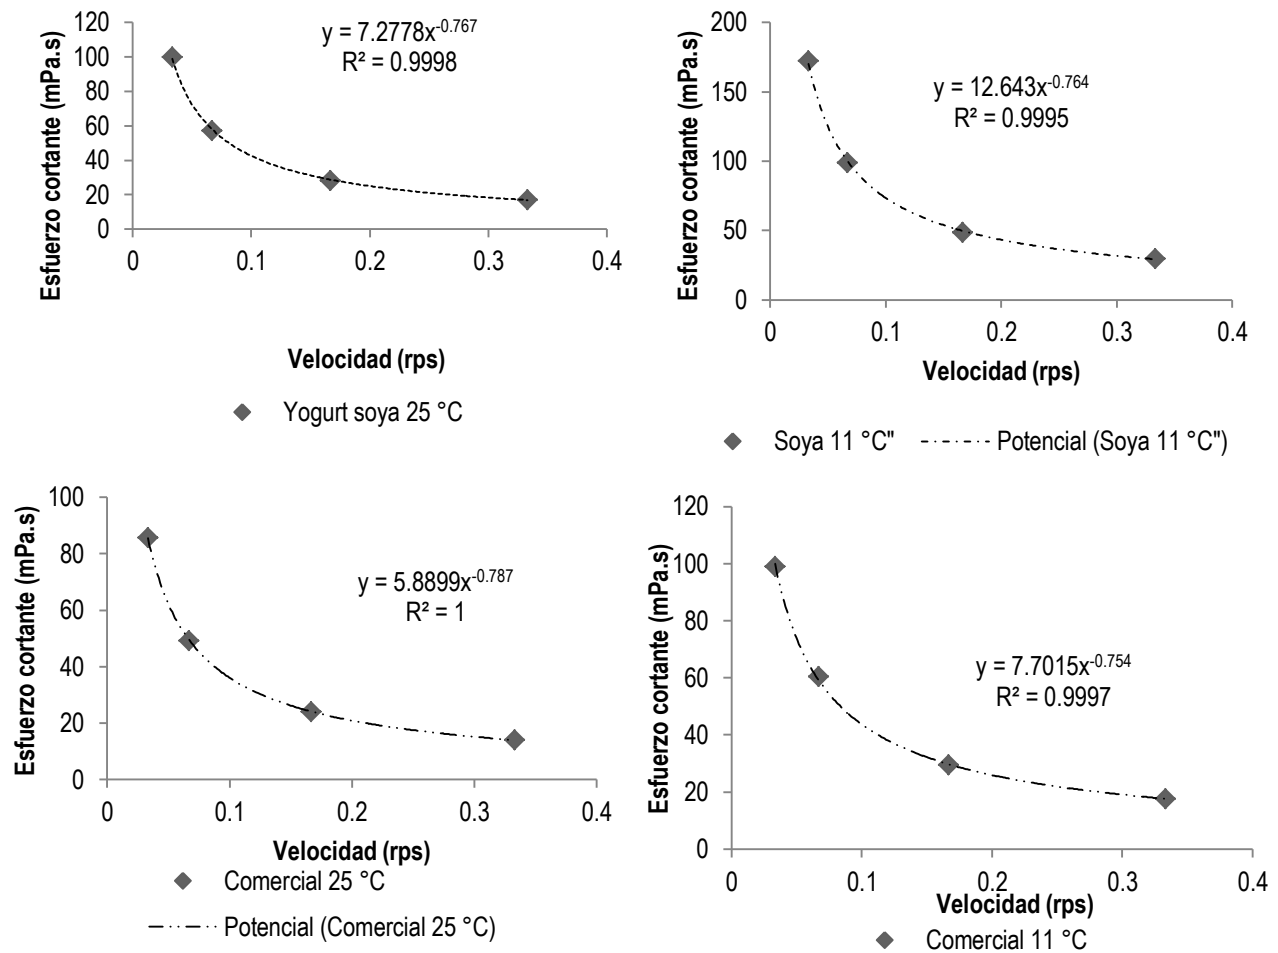 Esfuerzo cortante (mPa.s)
120
100
80
60
40
20
0
0 0.1 0.2 0.3 0.4
y = 7.2778x-0.767
R² = 0.9998
Velocidad (rps)
Yogurt soya 25 °C
Esfuerzo cortante (mPa.s)
200
150
100
50
0
0 0.1 0.2 0.3 0.4
y = 12.643x-0.764
R² = 0.9995
Velocidad (rps)
Soya 11 °C" Potencial (Soya 11 °C")
Esfuerzo cortante (mPa.s)
100
80
60
40
20
0
0 0.1 0.2 0.3 0.4
y = 5.8899x-0.787
R² = 1
Velocidad (rps)
Comercial 25 °C
Potencial (Comercial 25 °C)
Esfuerzo cortante (mPa.s)
120
100
80
60
40
20
0
0 0.1 0.2 0.3 0.4
y = 7.7015x-0.754
R² = 0.9997
Velocidad (rps)
Comercial 11 °C